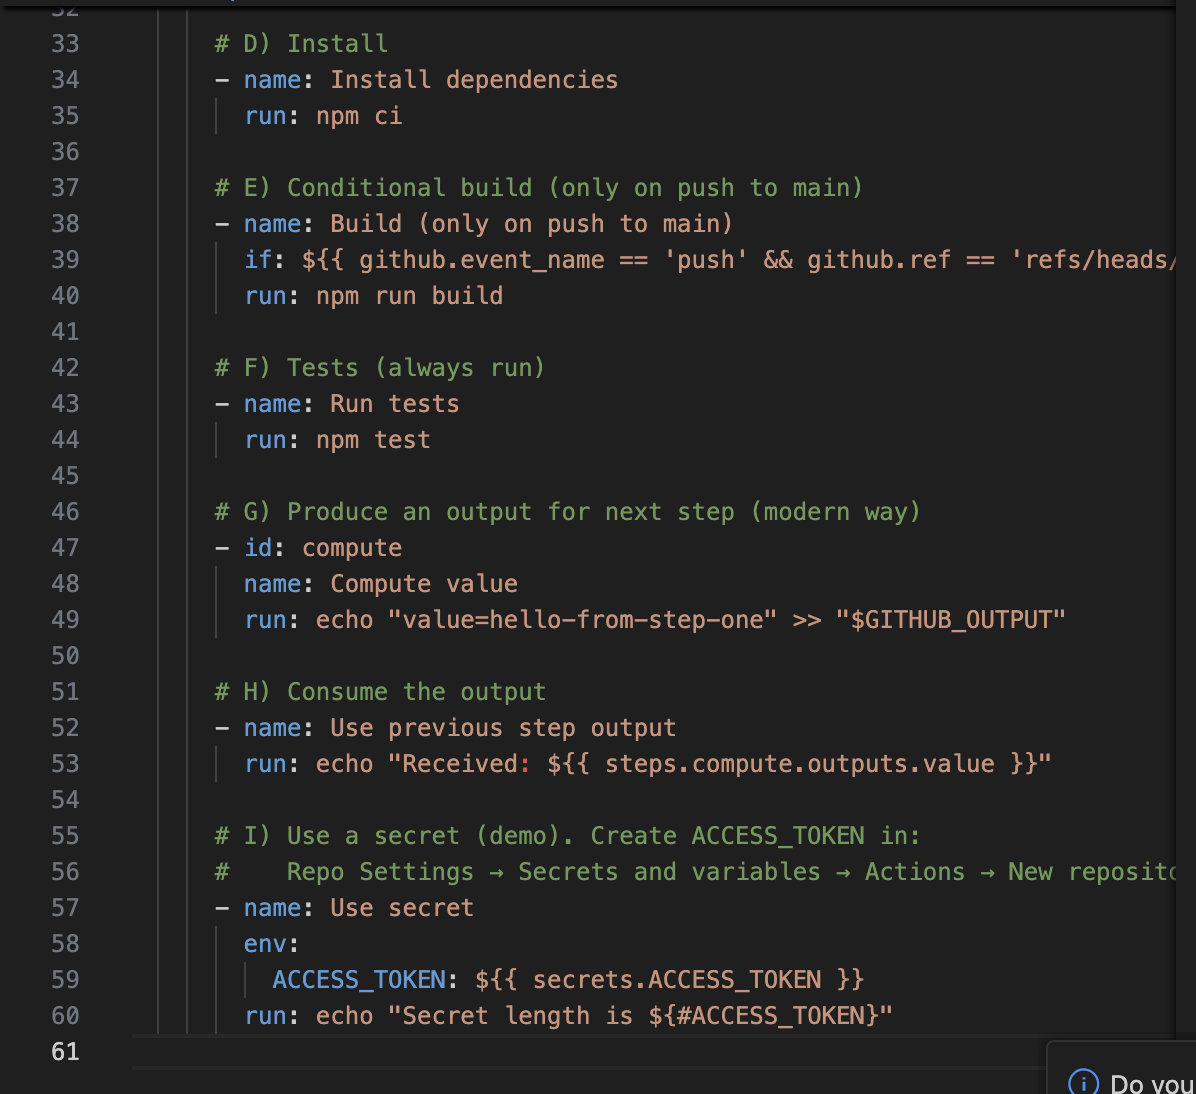 32
33 # D) Install
34 - name: Install dependencies
35 run: npm ci
36
37 # E) Conditional build (only on push to main)
38 - name: Build (only on push to main)
39 if: ${{ github.event_name == 'push' && github.ref == 'refs/heads/
40 run: npm run build
41
42 # F) Tests (always run)
43 - name: Run tests
44 run: npm test
45
46 # G) Produce an output for next step (modern way)
47 - id: compute
48 name: Compute value
49 run: echo "value=hello-from-step-one" >> "$GITHUB_OUTPUT"
50
51 # H) Consume the output
52 - name: Use previous step output
53 run: echo "Received: ${{ steps.compute.outputs.value }}"
54
55 # I) Use a secret (demo). Create ACCESS_TOKEN in:
56 # Repo Settings → Secrets and variables → Actions → New reposito
57 - name: Use secret
58 env:
59 ACCESS_TOKEN: ${{ secrets.ACCESS_TOKEN }}
60 run: echo "Secret length is ${#ACCESS_TOKEN}"
61
Do you